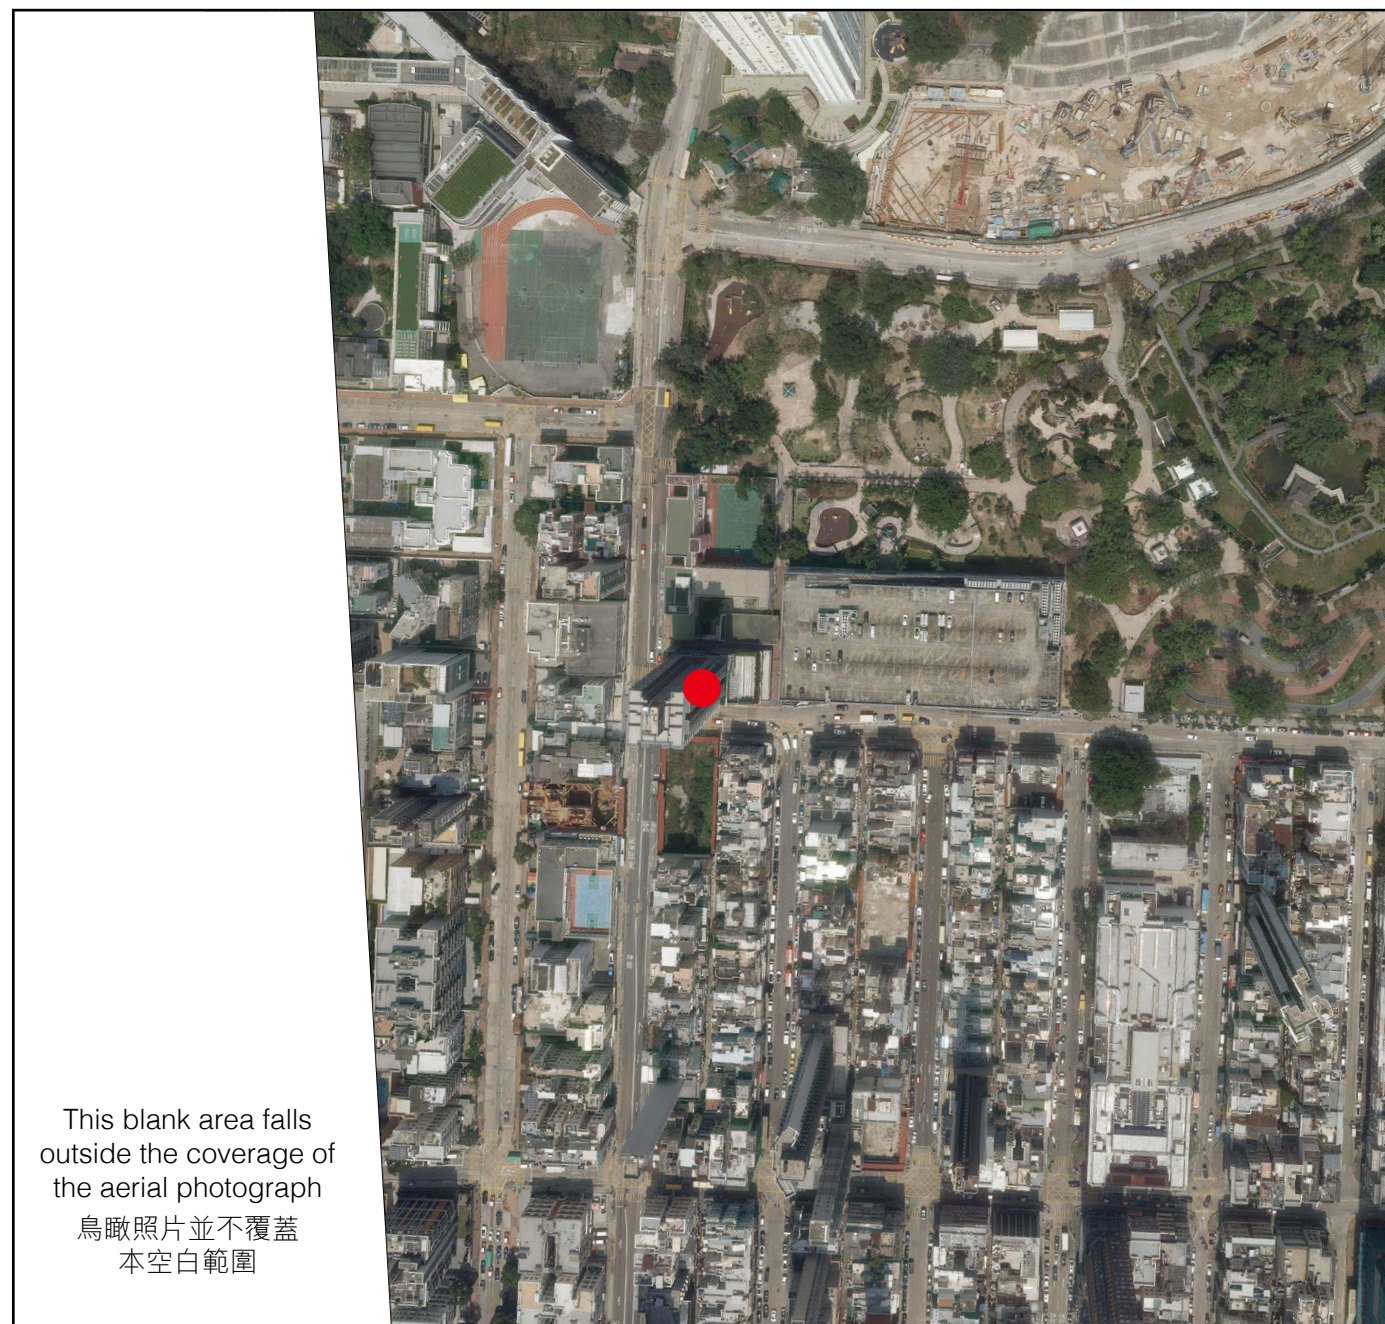 This blank area falls
outside the coverage of
the aerial photograph
鳥瞰照片並不覆蓋
本空白範圍